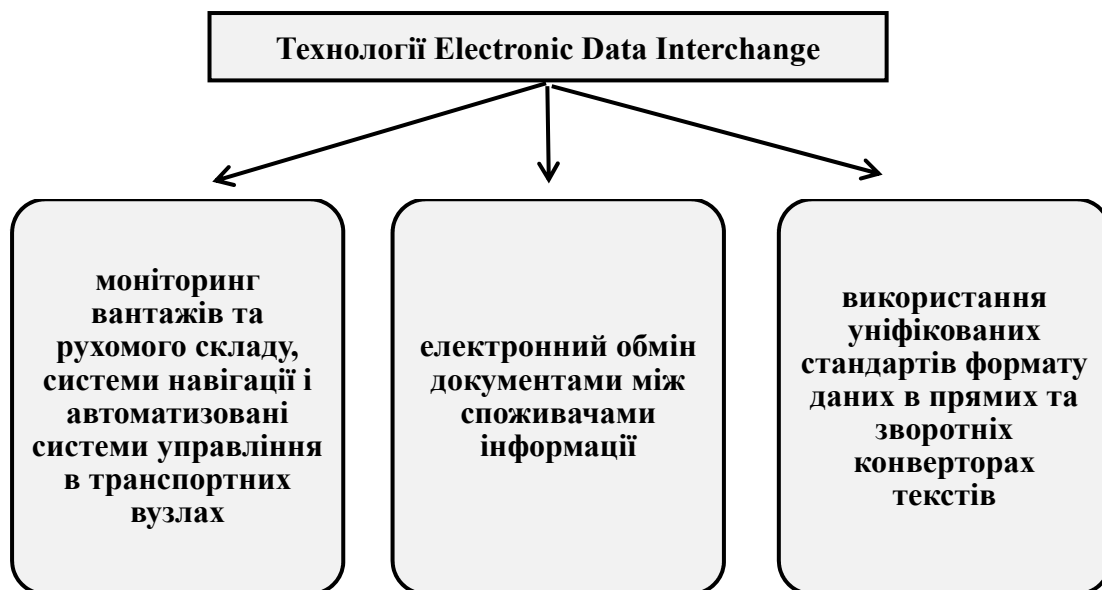 Технології Electronic Data Interchange
моніторинг
вантажів та
рухомого складу,
системи навігації і
автоматизовані
системи управління
в транспортних
вузлах
електронний обмін
документами між
споживачами
інформації
використання
уніфікованих
стандартів формату
даних в прямих та
зворотніх
конверторах
текстів